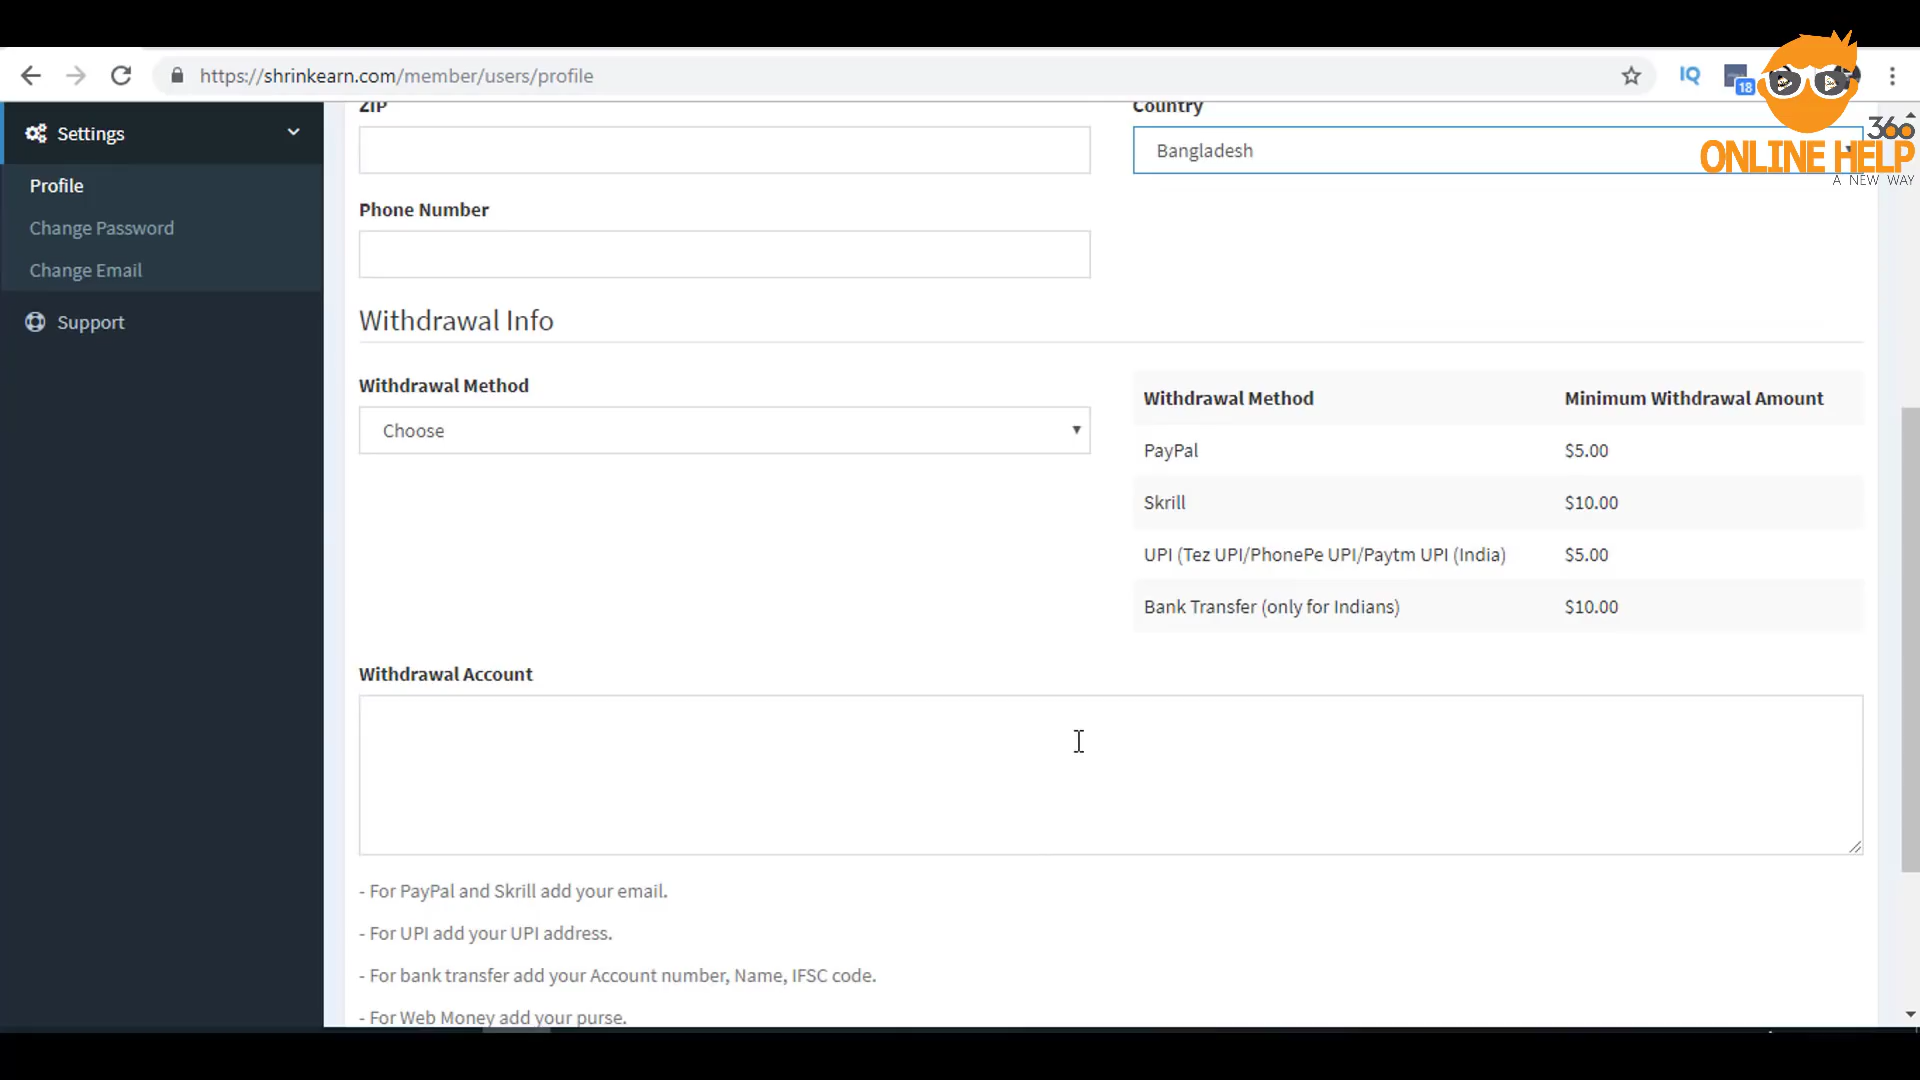 https://shrinkearn.com/member/users/profile
18
360
ONLINE HELP
A NEW WAY
Settings
Profile
Change Password
Change Email
Support
ZIP
Country
Bangladesh
Phone Number
Withdrawal Info
Withdrawal Method
Choose
Withdrawal Method Minimum Withdrawal Amount
PayPal $5.00
Skrill $10.00
UPI (Tez UPI/PhonePe UPI/Paytm UPI (India) $5.00
Bank Transfer (only for Indians) $10.00
Withdrawal Account
- For PayPal and Skrill add your email.
- For UPI add your UPI address.
- For bank transfer add your Account number, Name, IFSC code.
- For Web Money add your purse.
IQ